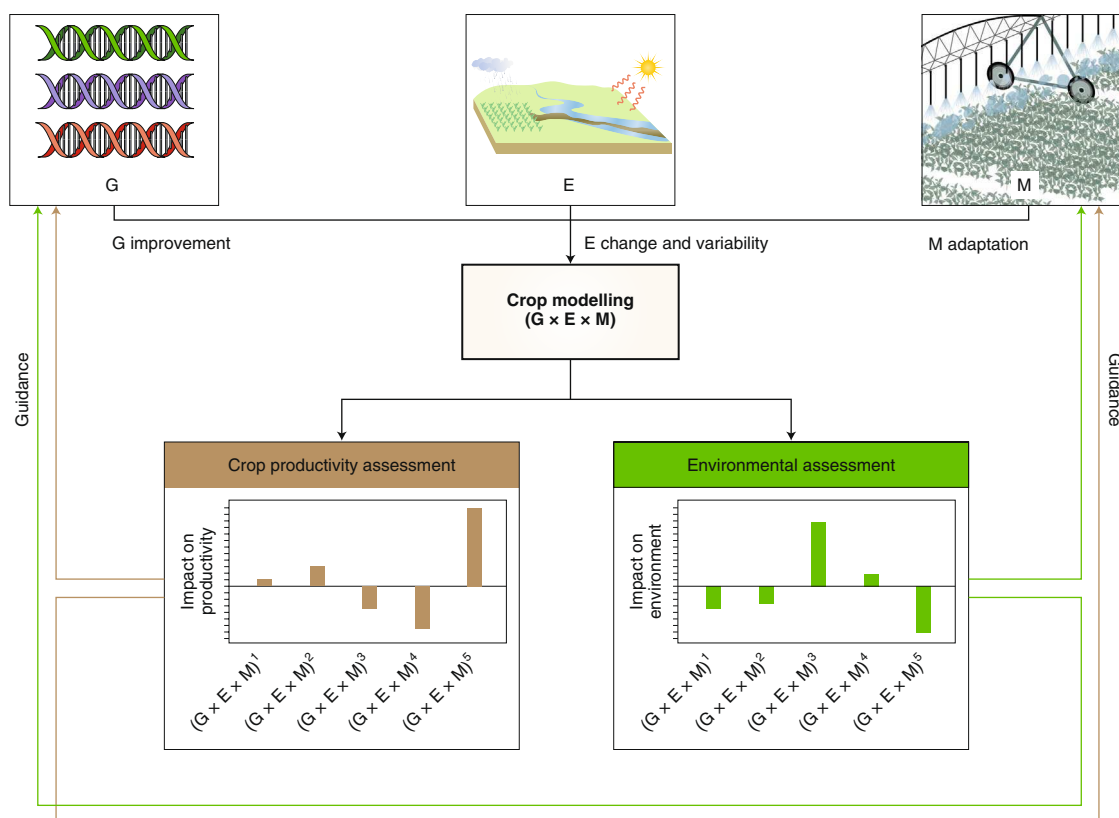 G
E
M
G improvement
E change and variability
M adaptation
Crop modelling
(G × E × M)
Guidance
Guidance
Crop productivity assessment
Impact on
productivity
(G × E × M)¹
(G × E × M)²
(G × E × M)³
(G × E × M)⁴
(G × E × M)⁵
Environmental assessment
Impact on
environment
(G × E × M)¹
(G × E × M)²
(G × E × M)³
(G × E × M)⁴
(G × E × M)⁵